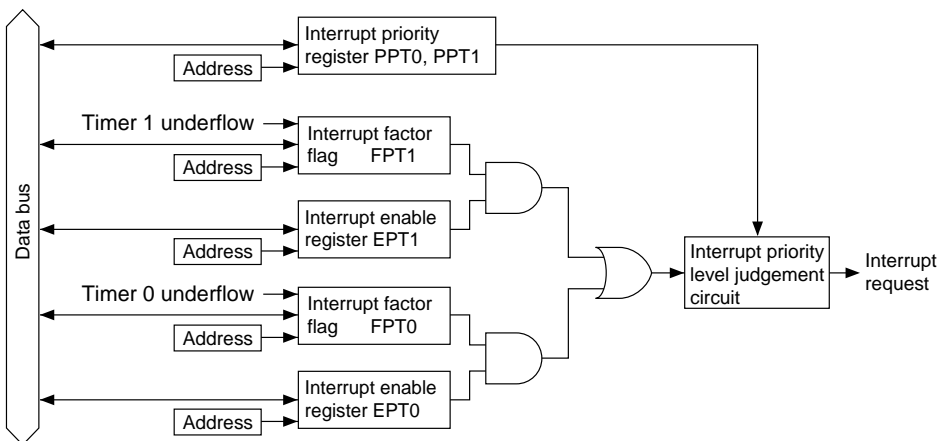 Data bus
Interrupt priority
register PPT0, PPT1
Address
Timer 1 underflow
Interrupt factor
flag FPT1
Address
Interrupt enable
register EPT1
Address
Timer 0 underflow
Interrupt factor
flag FPT0
Address
Interrupt enable
register EPT0
Address
Interrupt priority
level judgement
circuit
Interrupt
request